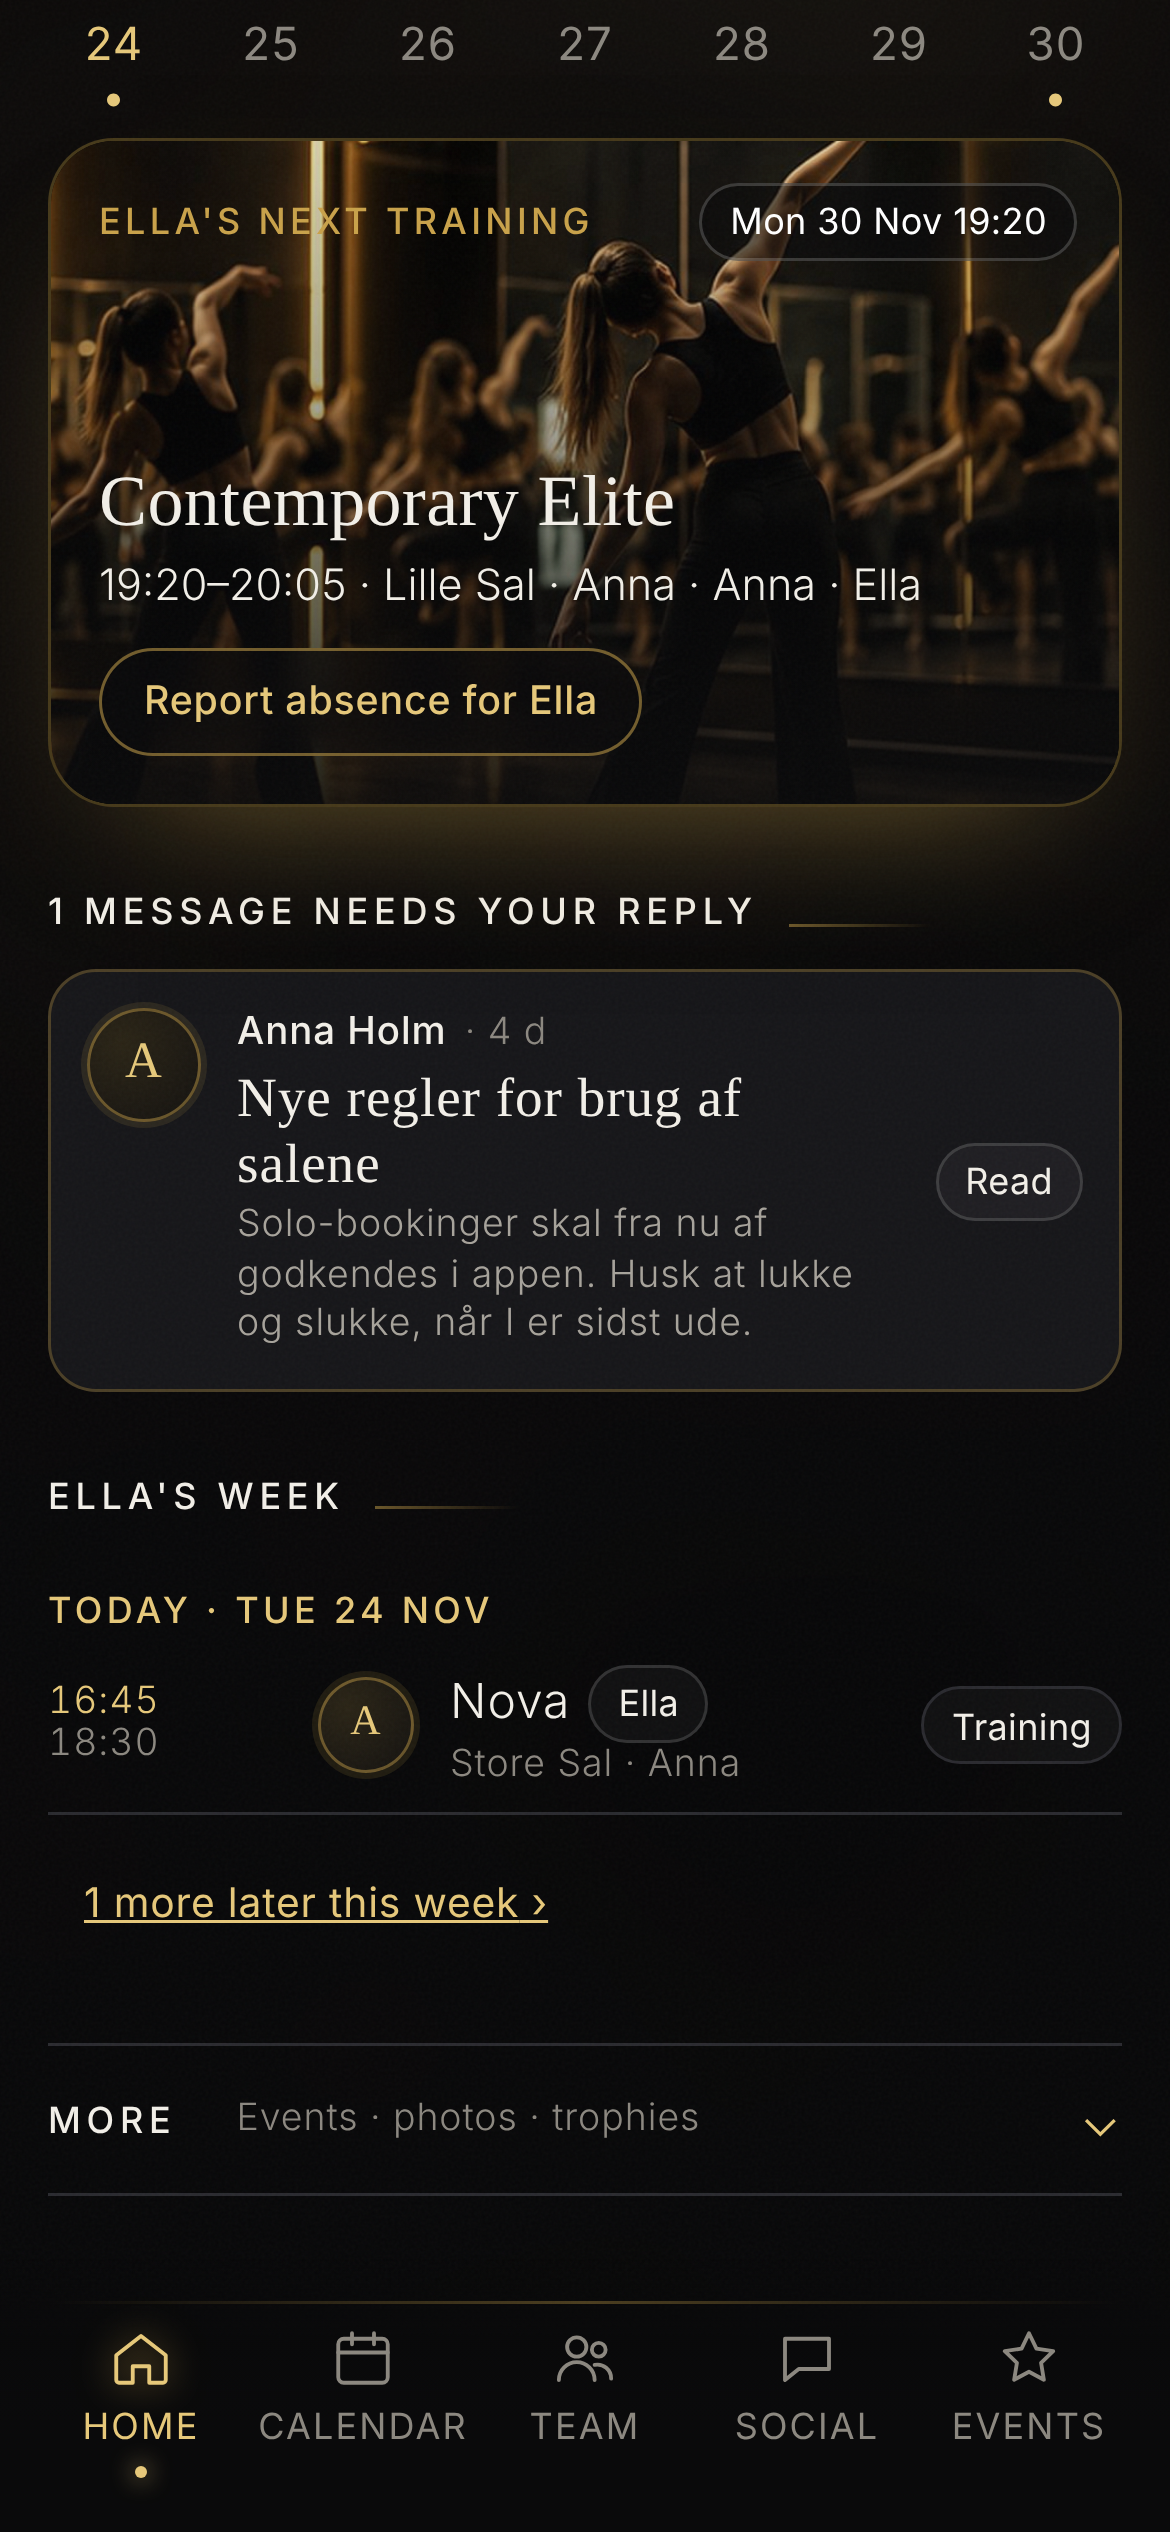 24 25 26 27 28 29 30
ELLA'S NEXT TRAINING
Mon 30 Nov 19:20
Contemporary Elite
19:20–20:05 · Lille Sal · Anna · Anna · Ella
Report absence for Ella
1 MESSAGE NEEDS YOUR REPLY
A
Anna Holm · 4 d
Nye regler for brug af
salene
Solo-bookinger skal fra nu af
godkendes i appen. Husk at lukke
og slukke, når I er sidst ude.
Read
ELLA'S WEEK
TODAY · TUE 24 NOV
16:45
18:30
A
Nova Ella
Store Sal · Anna
Training
1 more later this week ›
MORE Events · photos · trophies
HOME CALENDAR TEAM SOCIAL EVENTS